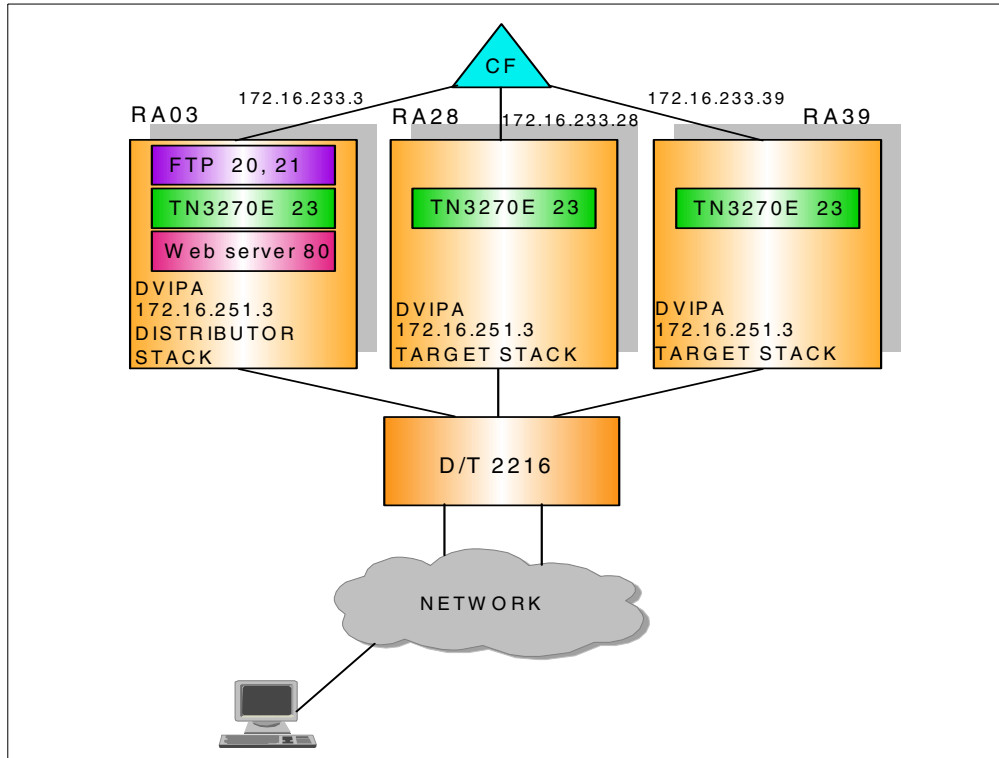 CF
172.16.233.3
172.16.233.39
RA03
RA28
172.16.233.28
RA39
FTP 20, 21
TN3270E 23
Web server 80
DVIPA
172.16.251.3
DISTRIBUTOR
STACK
TN3270E 23
DVIPA
172.16.251.3
TARGET STACK
TN3270E 23
DVIPA
172.16.251.3
TARGET STACK
D/T 2216
NETWORK